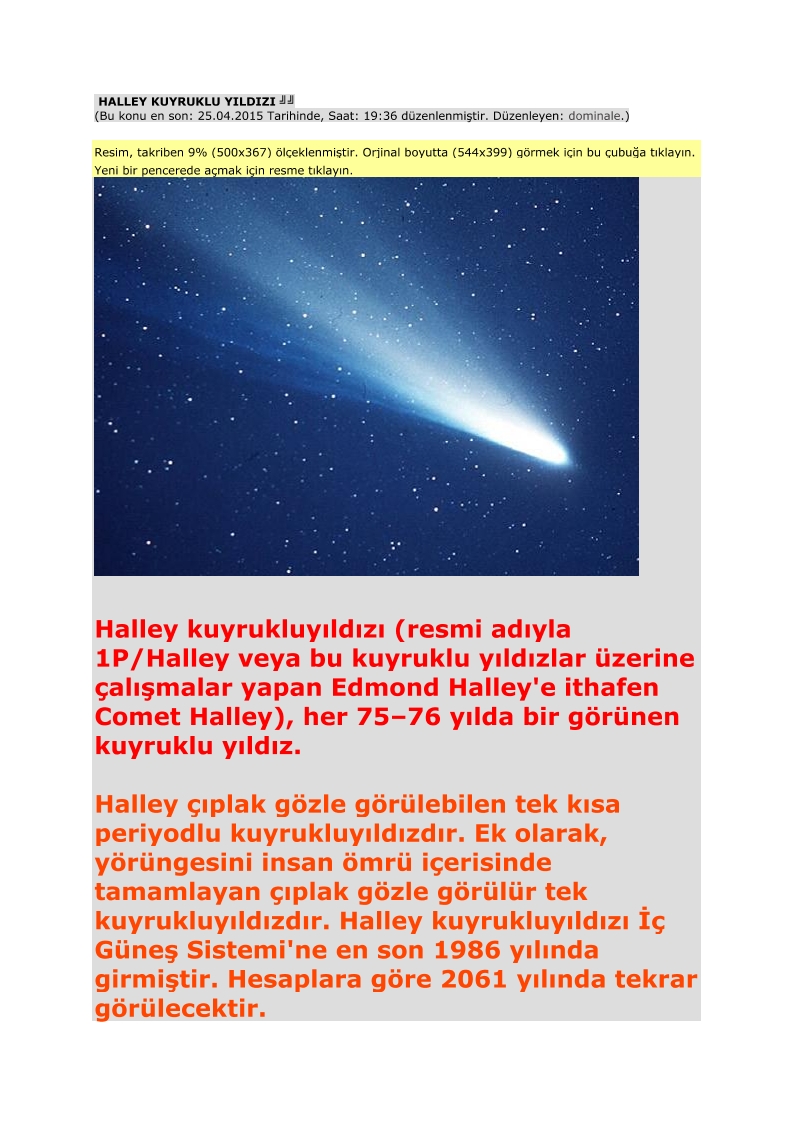 HALLEY KUYRUKLU YILDIZI ╝╝
(Bu konu en son: 25.04.2015 Tarihinde, Saat: 19:36 düzenlenmiştir. Düzenleyen: dominale.)
Resim, takriben 9% (500x367) ölçeklenmiştir. Orjinal boyutta (544x399) görmek için bu çubuğa tıklayın.
Yeni bir pencerede açmak için resme tıklayın.
Halley kuyrukluyıldızı (resmi adıyla
1P/Halley veya bu kuyruklu yıldızlar üzerine
çalışmalar yapan Edmond Halley'e ithafen
Comet Halley), her 75–76 yılda bir görünen
kuyruklu yıldız.
Halley çıplak gözle görülebilen tek kısa
periyodlu kuyrukluyıldızdır. Ek olarak,
yörüngesini insan ömrü içerisinde
tamamlayan çıplak gözle görülür tek
kuyrukluyıldızdır. Halley kuyrukluyıldızı İç
Güneş Sistemi'ne en son 1986 yılında
girmiştir. Hesaplara göre 2061 yılında tekrar
görülecektir.